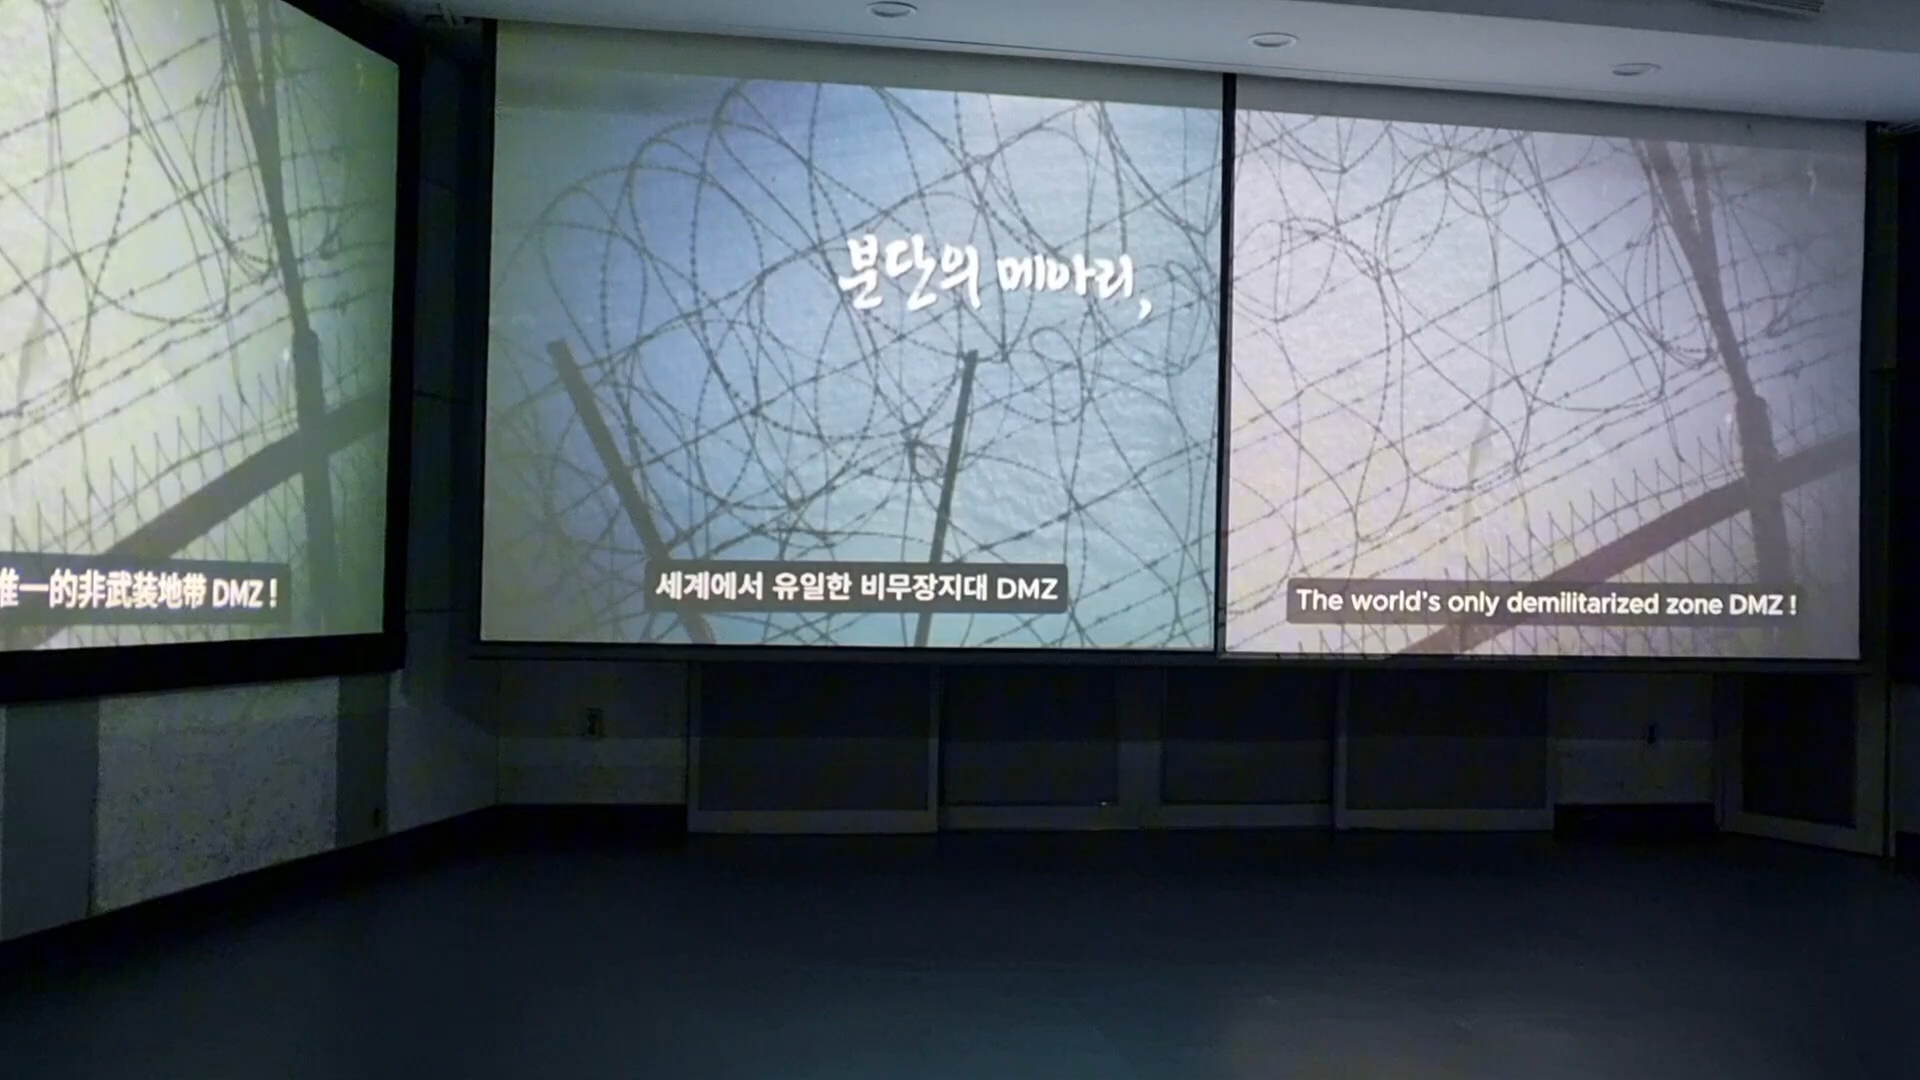 唯一的非武装地带 DMZ !
분단의 메아리,
세계에서 유일한 비무장지대 DMZ
The world's only demilitarized zone DMZ !